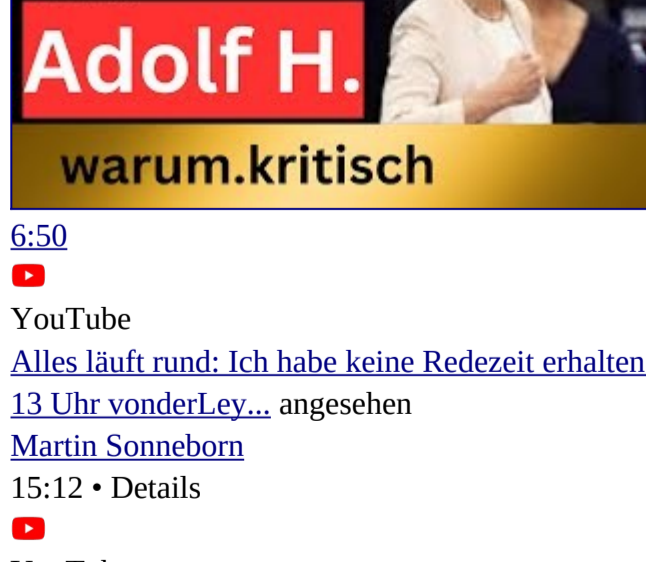 Adolf H.
warum.kritisch
6:50
YouTube
Alles läuft rund: Ich habe keine Redezeit erhalten
13 Uhr vonderLey... angesehen
Martin Sonneborn
15:12 • Details